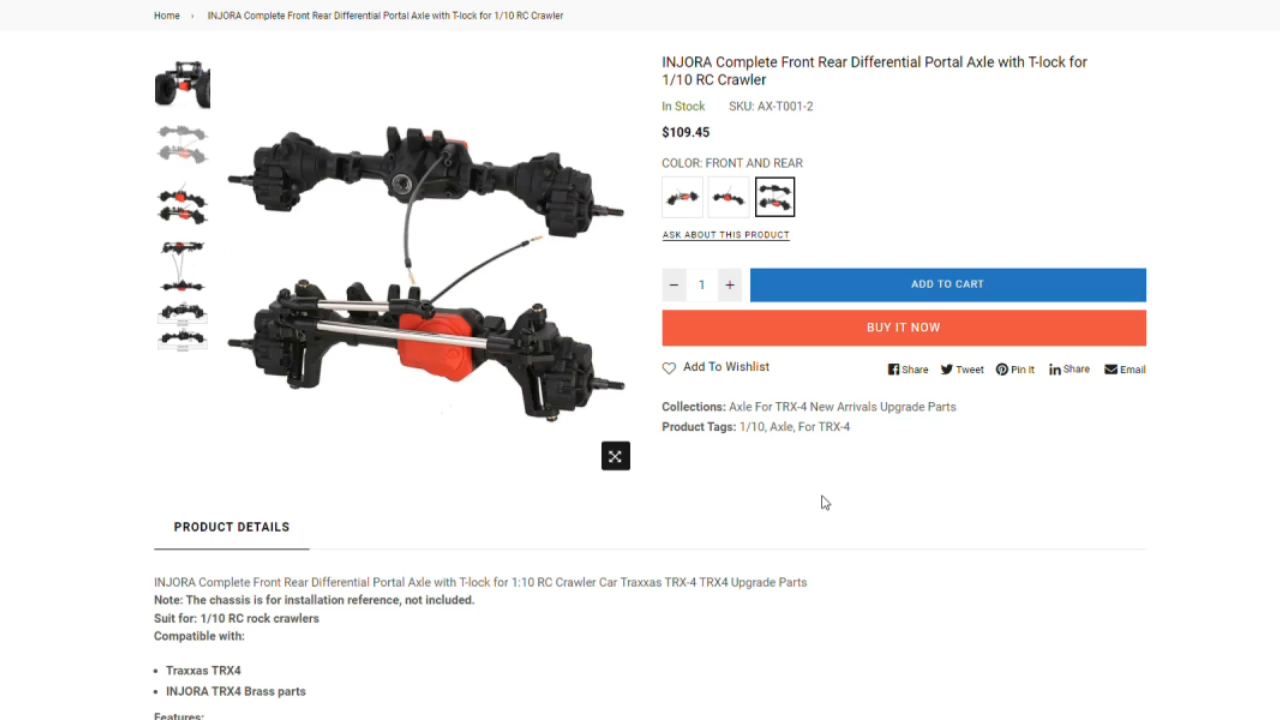 Home › INJORA Complete Front Rear Differential Portal Axle with T-lock for 1/10 RC Crawler
INJORA Complete Front Rear Differential Portal Axle with T-lock for
1/10 RC Crawler
In Stock SKU: AX-T001-2
$109.45
COLOR: FRONT AND REAR
ASK ABOUT THIS PRODUCT
− 1 + ADD TO CART
BUY IT NOW
Add To Wishlist Share Tweet Pin It Share Email
Collections: Axle For TRX-4 New Arrivals Upgrade Parts
Product Tags: 1/10, Axle, For TRX-4
PRODUCT DETAILS
INJORA Complete Front Rear Differential Portal Axle with T-lock for 1:10 RC Crawler Car Traxxas TRX-4 TRX4 Upgrade Parts
Note: The chassis is for installation reference, not included.
Suit for: 1/10 RC rock crawlers
Compatible with:
• Traxxas TRX4
• INJORA TRX4 Brass parts
Features: